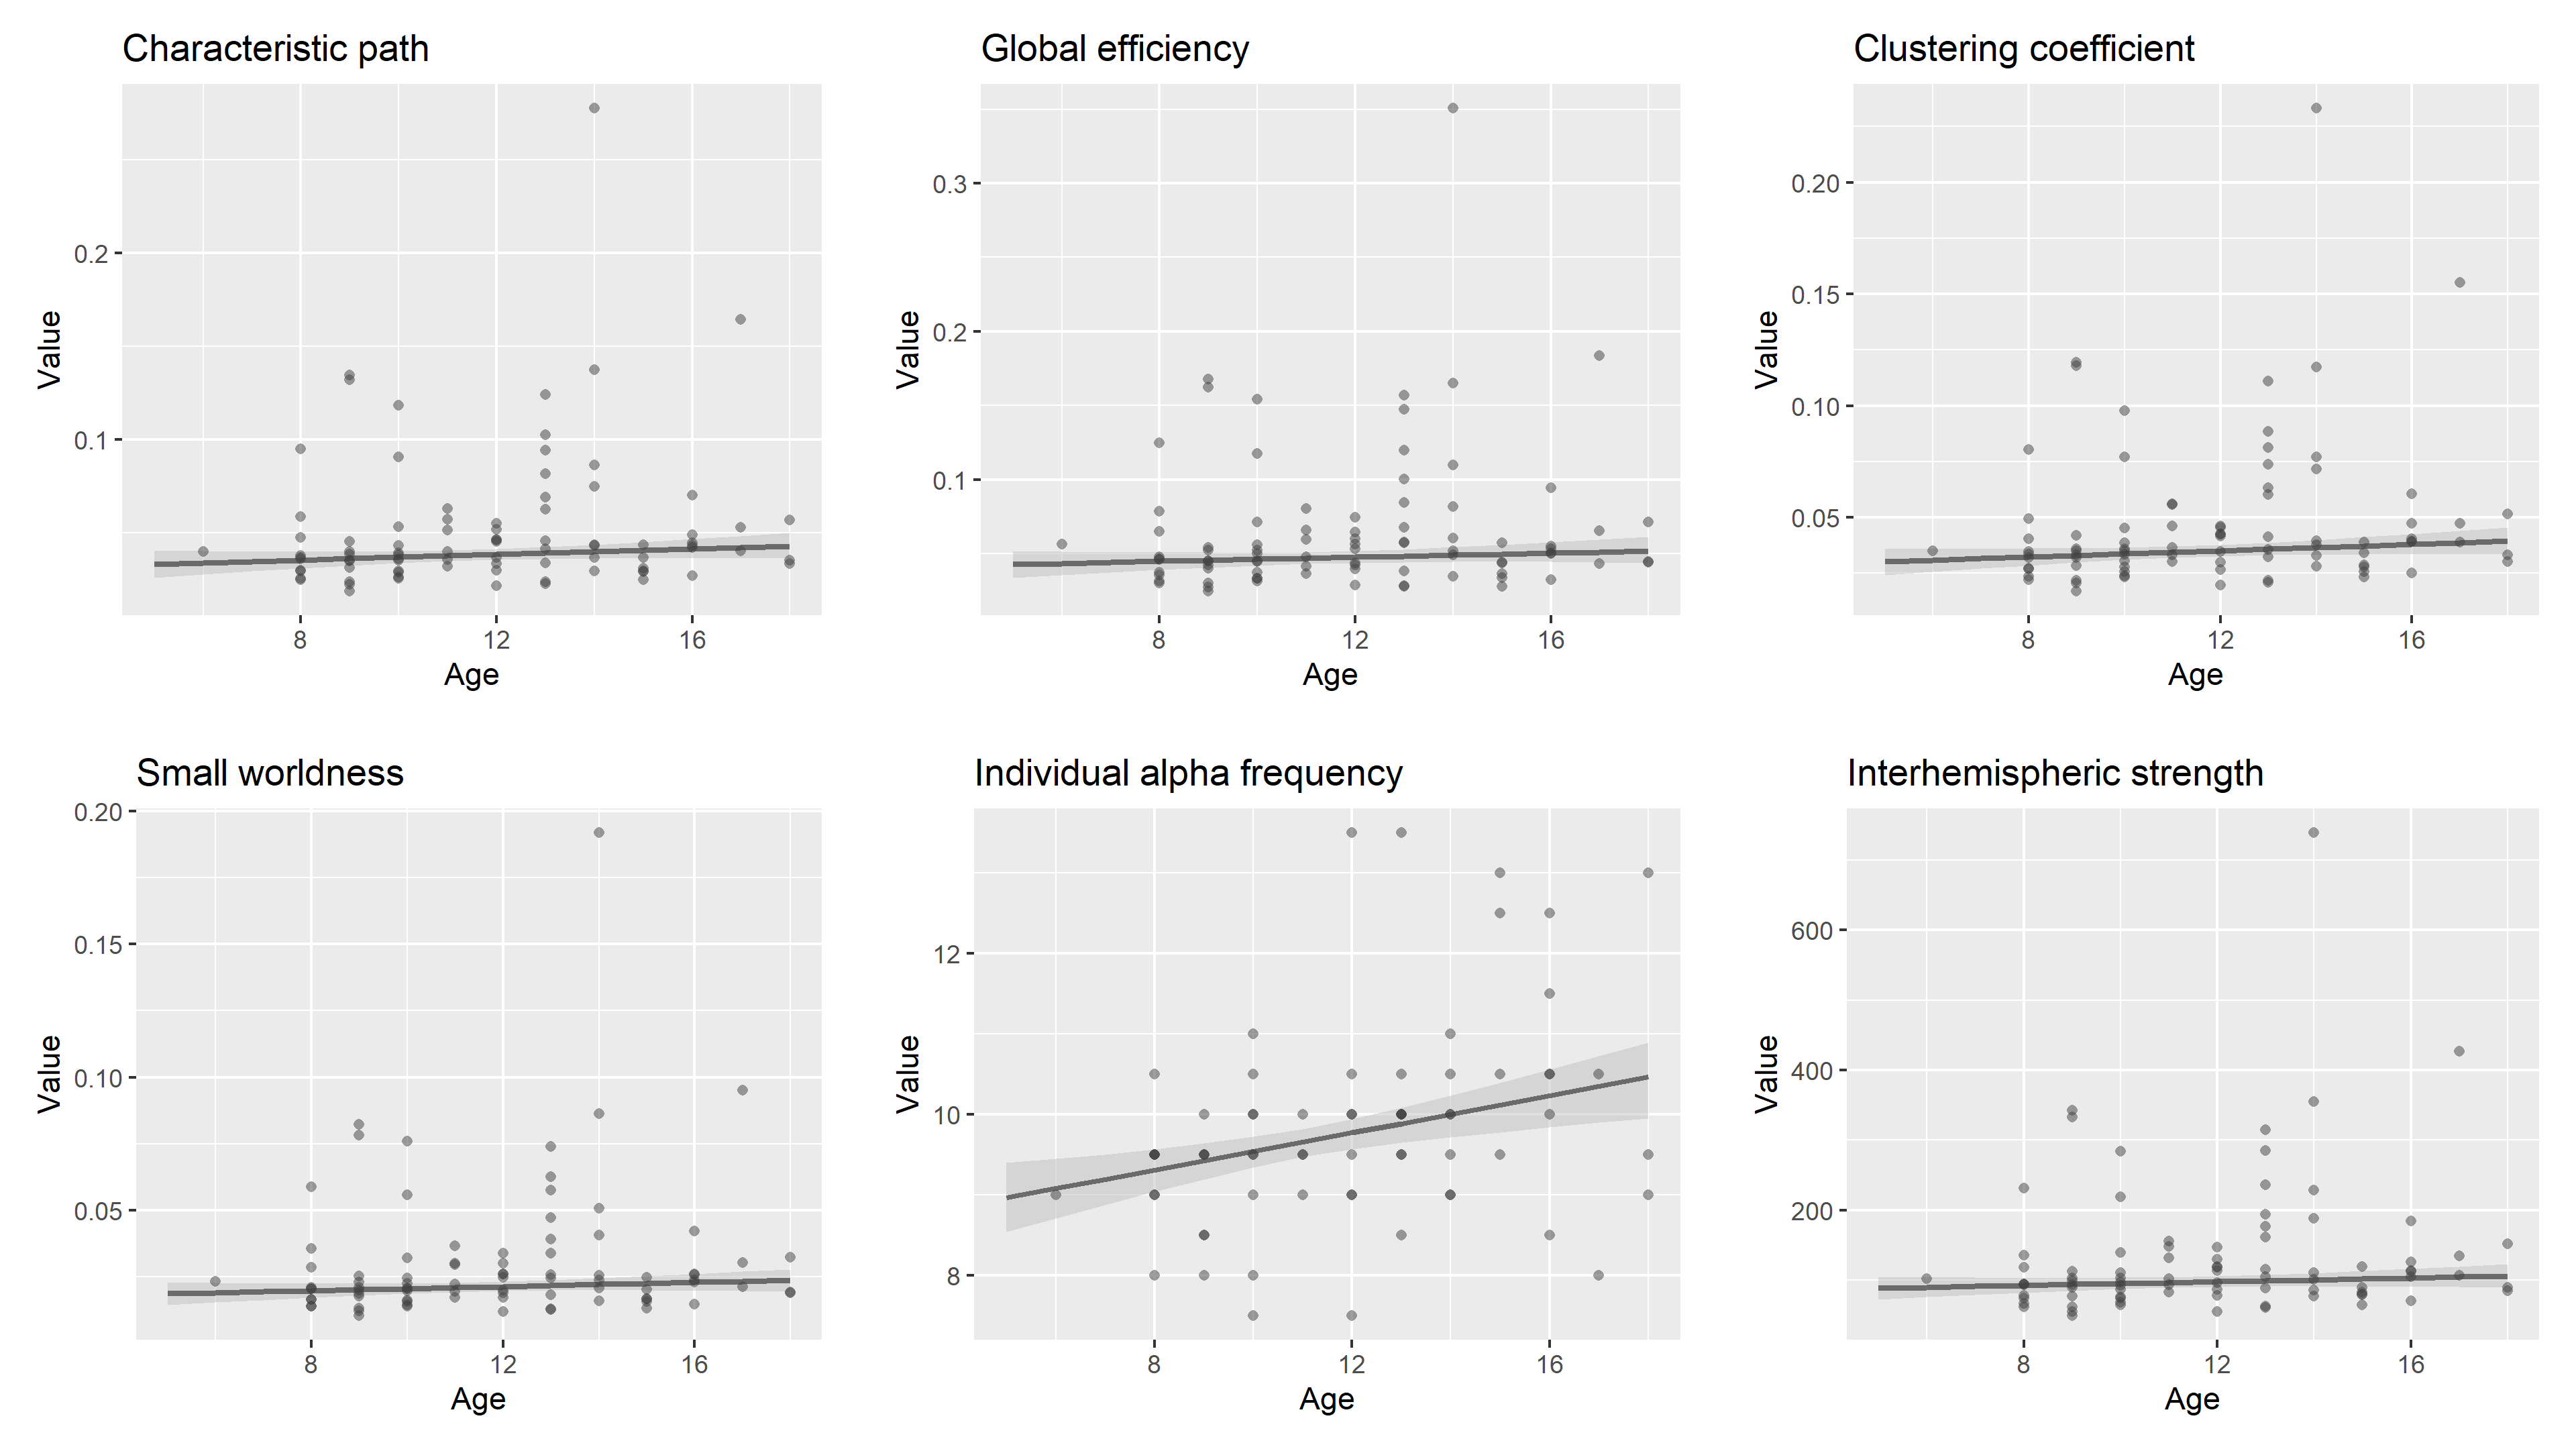 Characteristic path
Value
0.2
0.1
8 12 16
Age
Global efficiency
Value
0.3
0.2
0.1
8 12 16
Age
Clustering coefficient
Value
0.20
0.15
0.10
0.05
8 12 16
Age
Small worldness
Value
0.20
0.15
0.10
0.05
8 12 16
Age
Individual alpha frequency
Value
12
10
8
8 12 16
Age
Interhemispheric strength
Value
600
400
200
8 12 16
Age